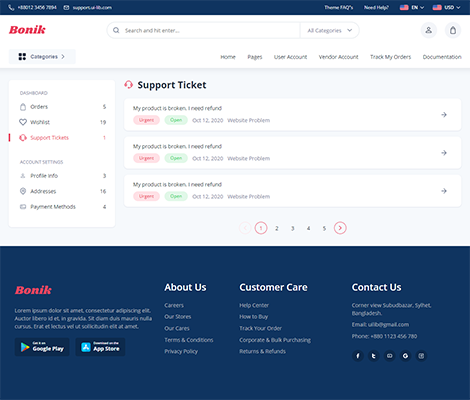 +88012 3456 7894 support.ui-lib.com Theme FAQ's Need Help? EN USD
Bonik Search and hit enter... All Categories
Categories Home Pages User Account Vendor Account Track My Orders Documentation
DASHBOARD
Orders 5
Wishlist 19
Support Tickets 1
ACCOUNT SETTINGS
Profile Info 3
Addresses 16
Payment Methods 4
Support Ticket
My product is broken. I need refund
Urgent Open Oct 12, 2020 Website Problem
My product is broken. I need refund
Urgent Open Oct 12, 2020 Website Problem
My product is broken. I need refund
Urgent Open Oct 12, 2020 Website Problem
1 2 3 4 5
Bonik
Lorem ipsum dolor sit amet, consectetur adipiscing elit.
Auctor libero id et, in gravida. Sit diam duis mauris nulla
cursus. Erat et lectus vel ut sollicitudin elit at amet.
Get it on
Google Play
Download on the
App Store
About Us
Careers
Our Stores
Our Cares
Terms & Conditions
Privacy Policy
Customer Care
Help Center
How to Buy
Track Your Order
Corporate & Bulk Purchasing
Returns & Refunds
Contact Us
Corner view Subudbazar, Sylhet,
Bangladesh.
Email: uilib@gmail.com
Phone: +880 1123 456 780